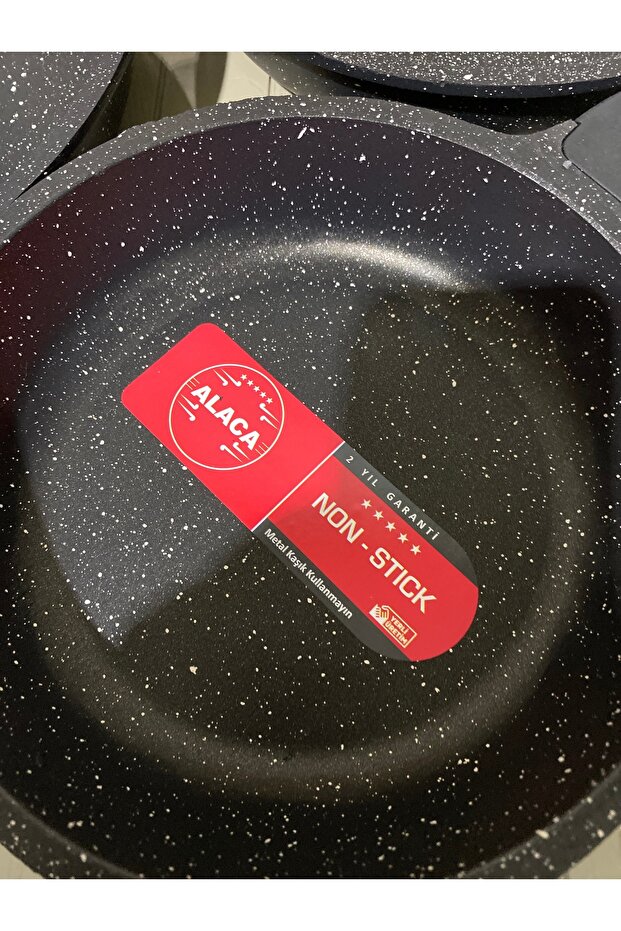 ALACA
2 YIL GARANTİ
NON - STICK
Metal Kaşık Kullanmayın
YERLİ
ÜRETİM